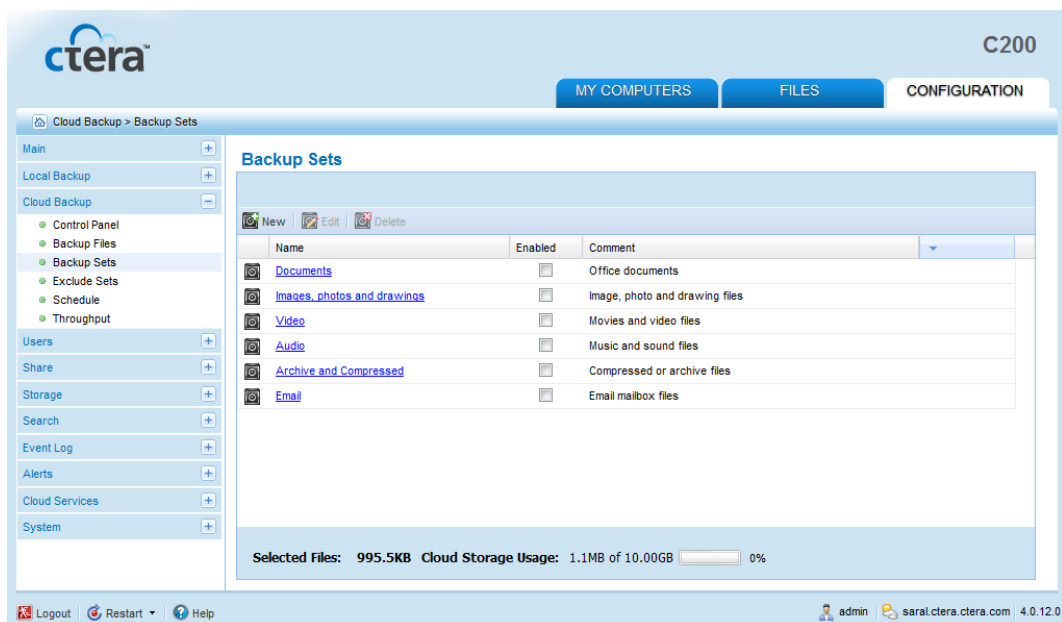 ctera™
C200
MY COMPUTERS FILES CONFIGURATION
Cloud Backup > Backup Sets
Main
Local Backup
Cloud Backup
Control Panel
Backup Files
Backup Sets
Exclude Sets
Schedule
Throughput
Users
Share
Storage
Search
Event Log
Alerts
Cloud Services
System
Backup Sets
New Edit Delete
Name Enabled Comment
Documents Office documents
Images, photos and drawings Image, photo and drawing files
Video Movies and video files
Audio Music and sound files
Archive and Compressed Compressed or archive files
Email Email mailbox files
Selected Files: 995.5KB Cloud Storage Usage: 1.1MB of 10.00GB 0%
Logout Restart Help admin saral.ctera.ctera.com 4.0.12.0